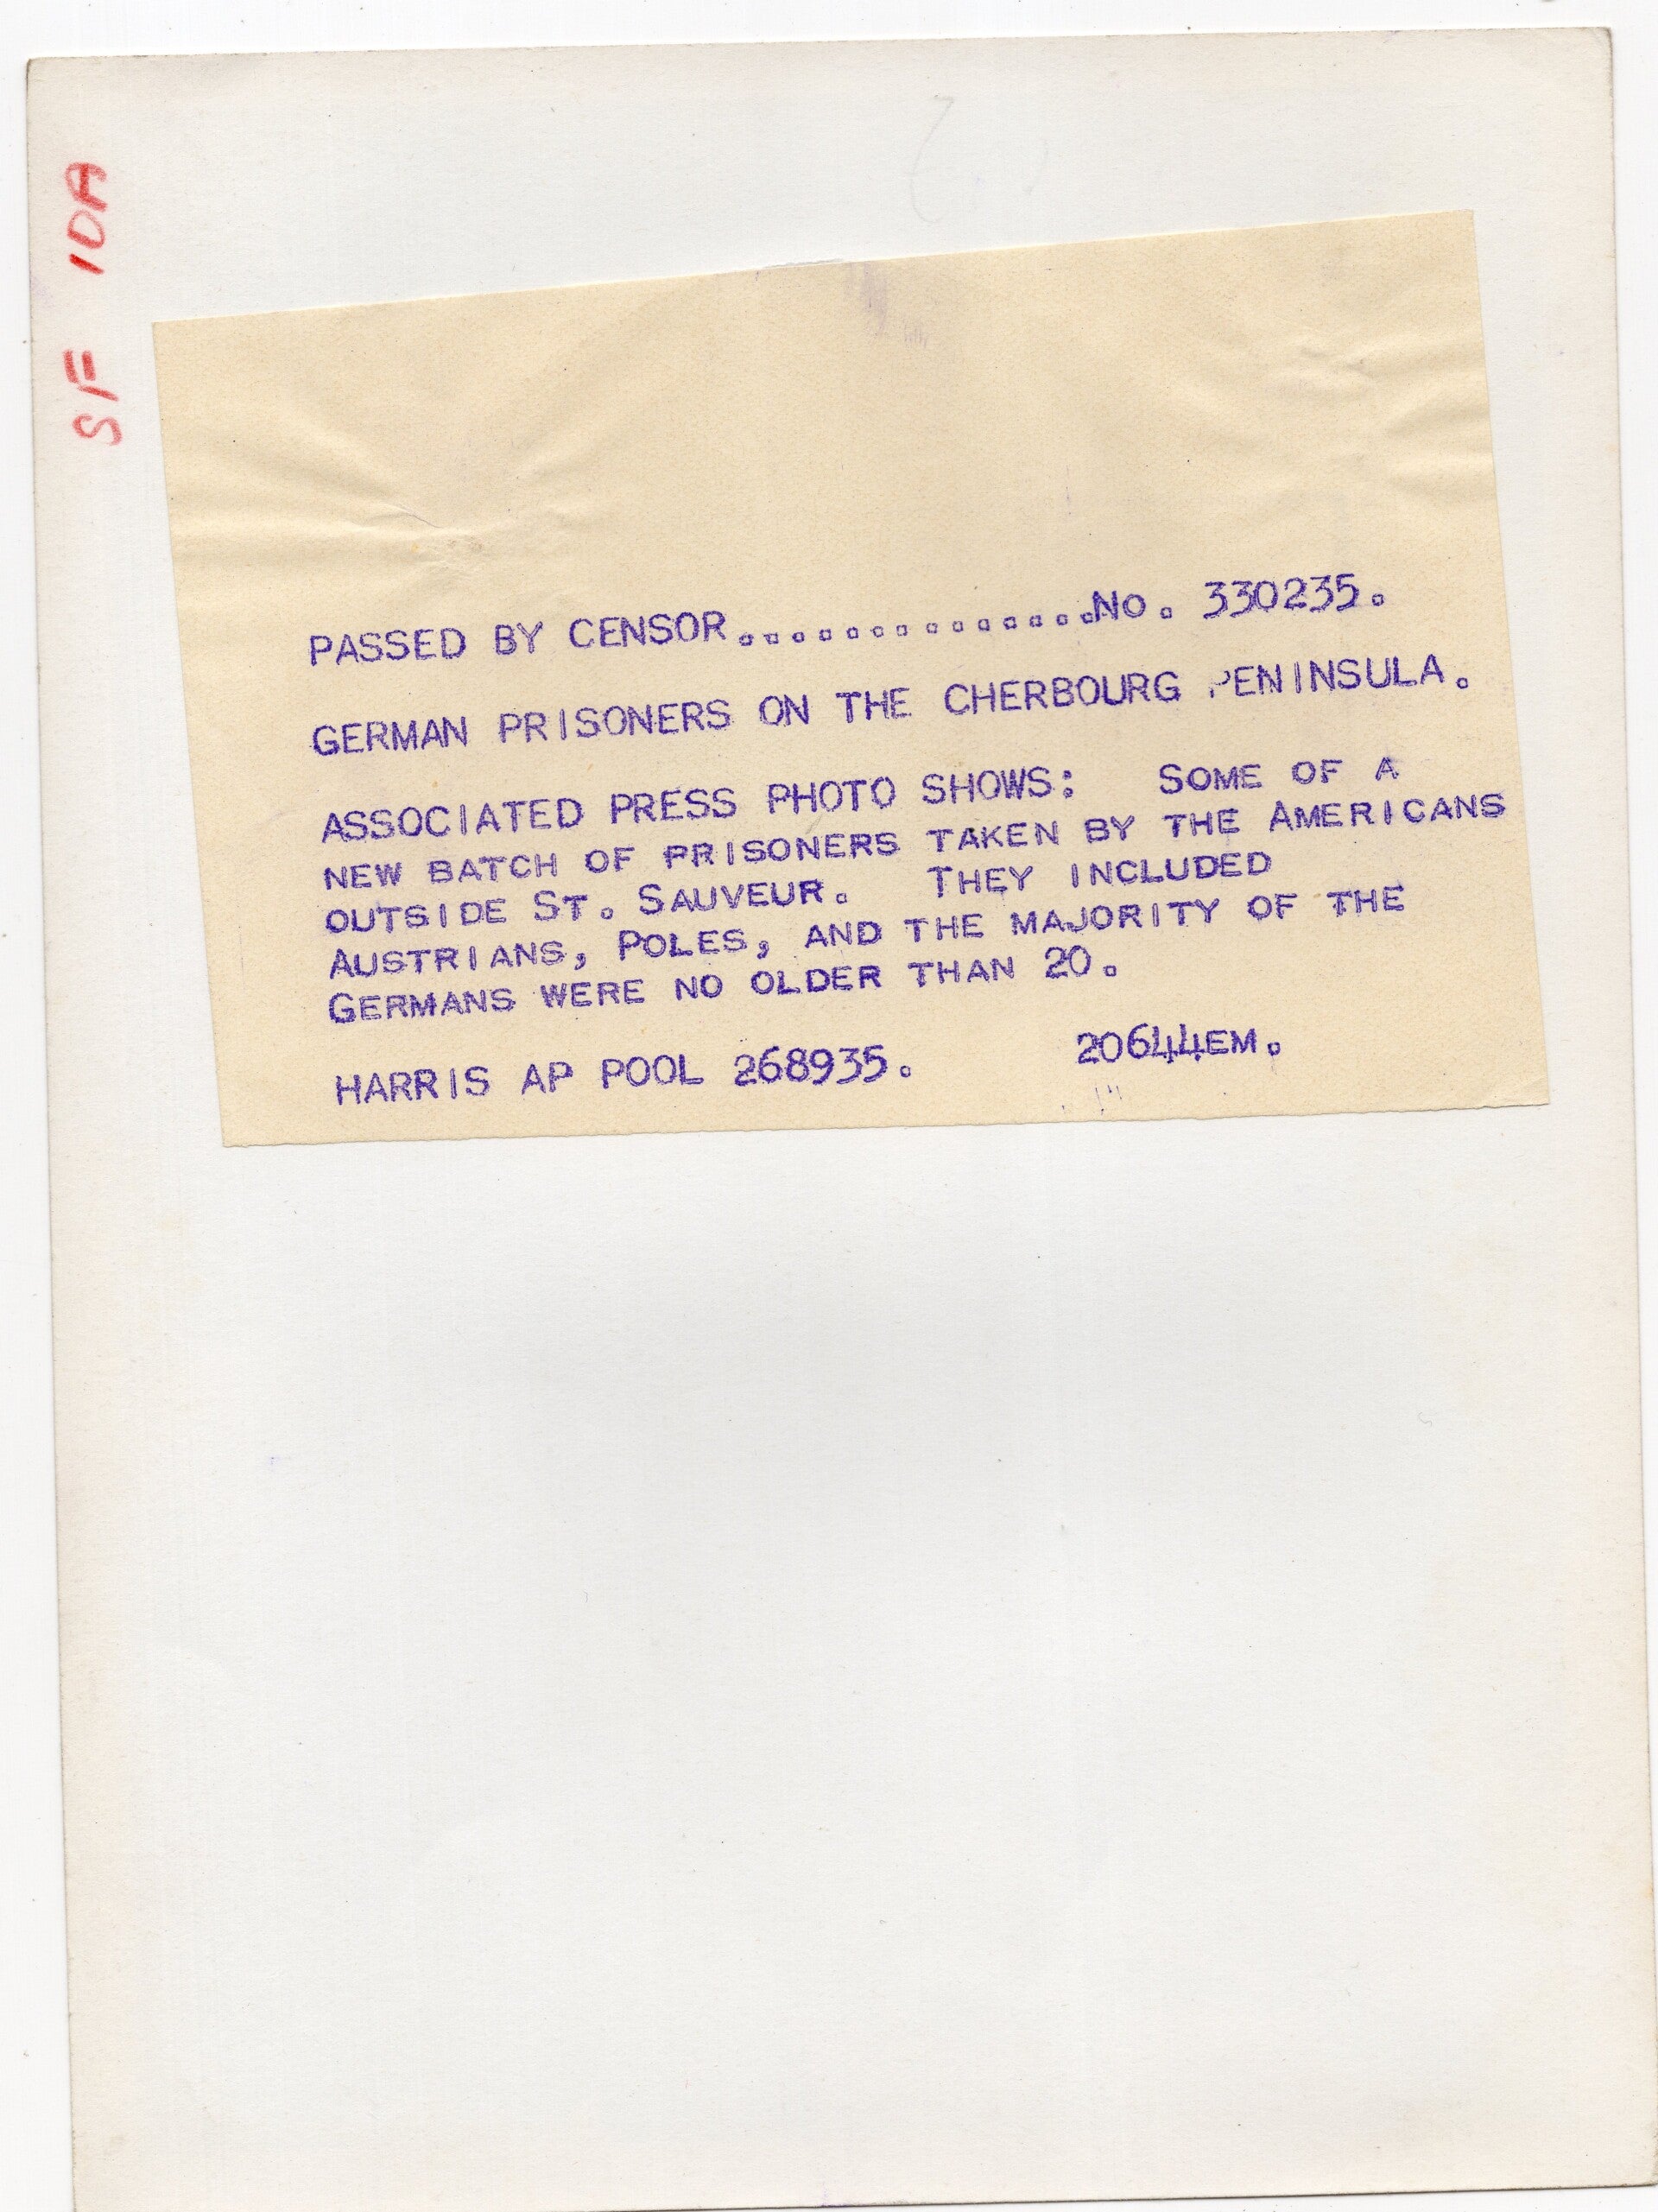 SF 10A
PASSED BY CENSOR..............No. 330235.
GERMAN PRISONERS ON THE CHERBOURG PENINSULA.
ASSOCIATED PRESS PHOTO SHOWS: SOME OF A
NEW BATCH OF PRISONERS TAKEN BY THE AMERICANS
OUTSIDE ST. SAUVEUR. THEY INCLUDED
AUSTRIANS, POLES, AND THE MAJORITY OF THE
GERMANS WERE NO OLDER THAN 20.
HARRIS AP POOL 268935. 20644EM.